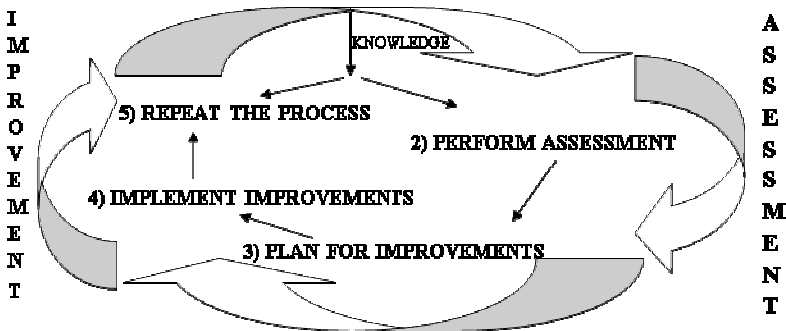 IMPROVEMENT
KNOWLEDGE
ASSESSMENT
5) REPEAT THE PROCESS
2) PERFORM ASSESSMENT
4) IMPLEMENT IMPROVEMENTS
3) PLAN FOR IMPROVEMENTS